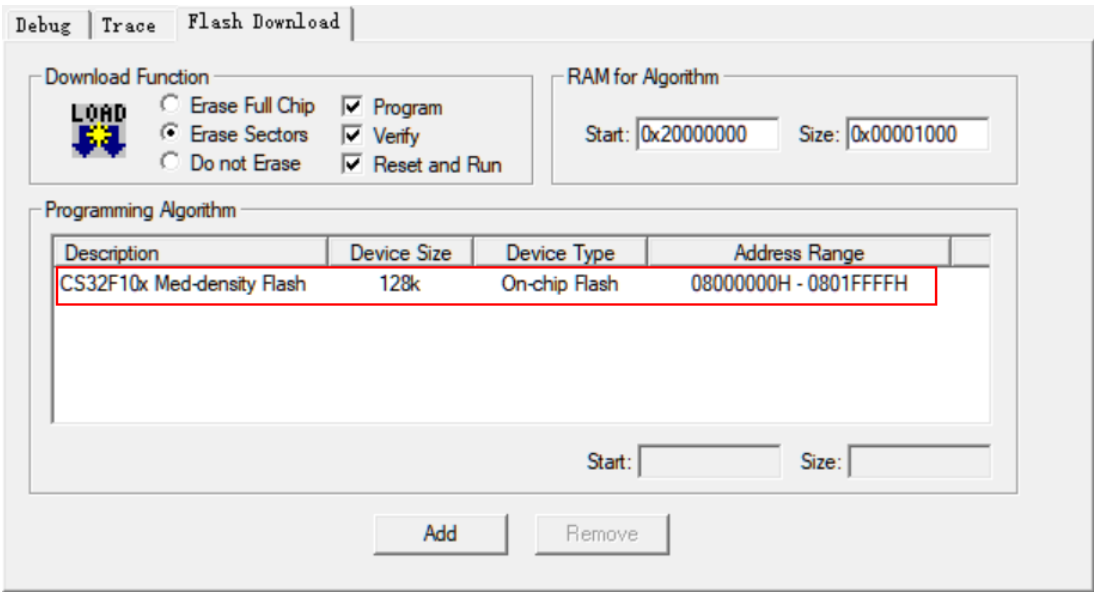 Debug Trace Flash Download
Download Function
LOAD
Erase Full Chip
Erase Sectors
Do not Erase
Program
Verify
Reset and Run
RAM for Algorithm
Start: 0x20000000 Size: 0x00001000
Programming Algorithm
Description Device Size Device Type Address Range
CS32F10x Med-density Flash 128k On-chip Flash 08000000H - 0801FFFFH
Start: Size:
Add Remove